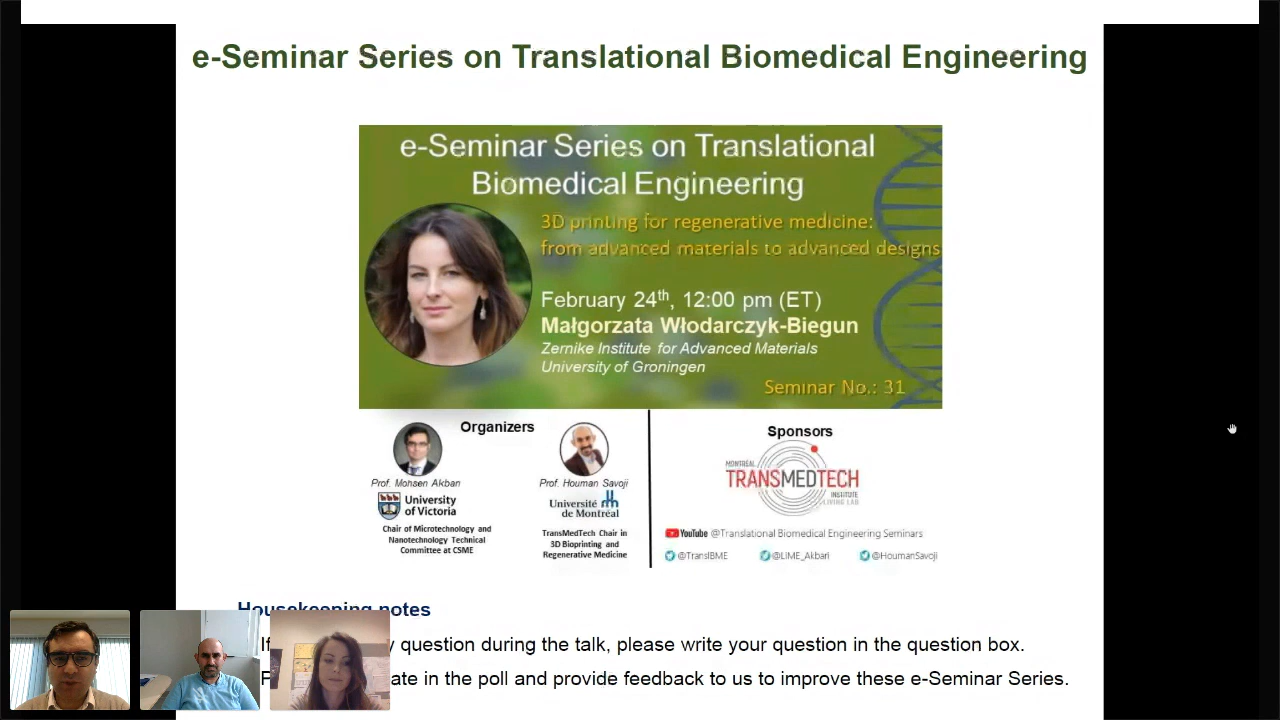 e-Seminar Series on Translational Biomedical Engineering
e-Seminar Series on Translational
Biomedical Engineering
3D printing for regenerative medicine:
from advanced materials to advanced designs
February 24th, 12:00 pm (ET)
Małgorzata Włodarczyk-Biegun
Zernike Institute for Advanced Materials
University of Groningen
Seminar No.: 31
Organizers
Prof. Mohsen Akbari
University
of Victoria
Chair of Microtechnology and
Nanotechnology Technical
Committee at CSME
Prof. Houman Savoji
Université
de Montréal
TransMedTech Chair in
3D Bioprinting and
Regenerative Medicine
Sponsors
MONTRÉAL
TRANSMEDTECH
INSTITUTE
LIVING LAB
YouTube @Translational Biomedical Engineering Seminars
@TranslBME @LiME_Akbari @HoumanSavoji
Housekeeping notes
question during the talk, please write your question in the question box.
in the poll and provide feedback to us to improve these e-Seminar Series.